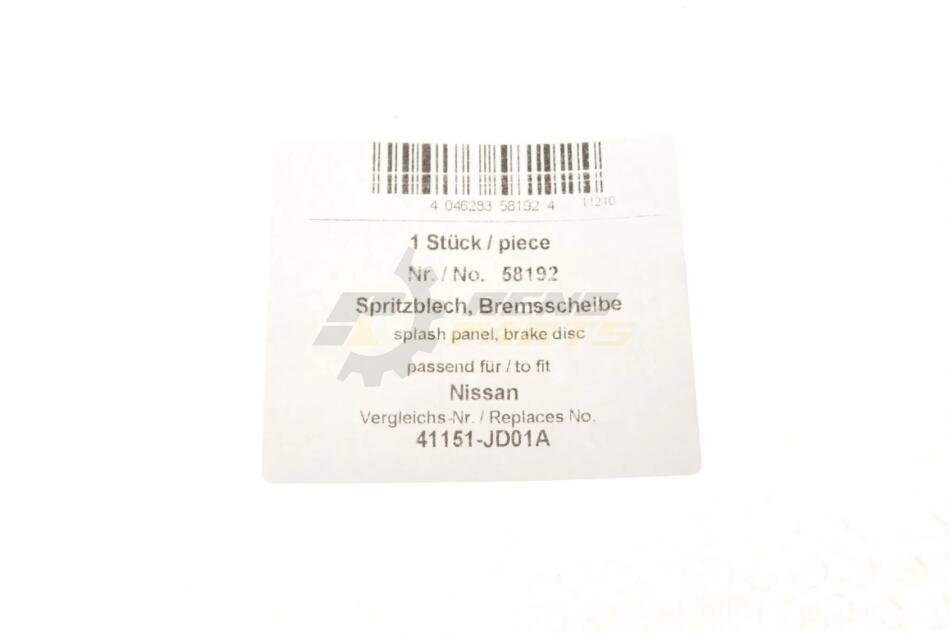 4 046283 58192 4 11210
1 Stück / piece
Nr. / No. 58192
Spritzblech, Bremsscheibe
splash panel, brake disc
passend für / to fit
Nissan
Vergleichs-Nr. / Replaces No.
41151-JD01A